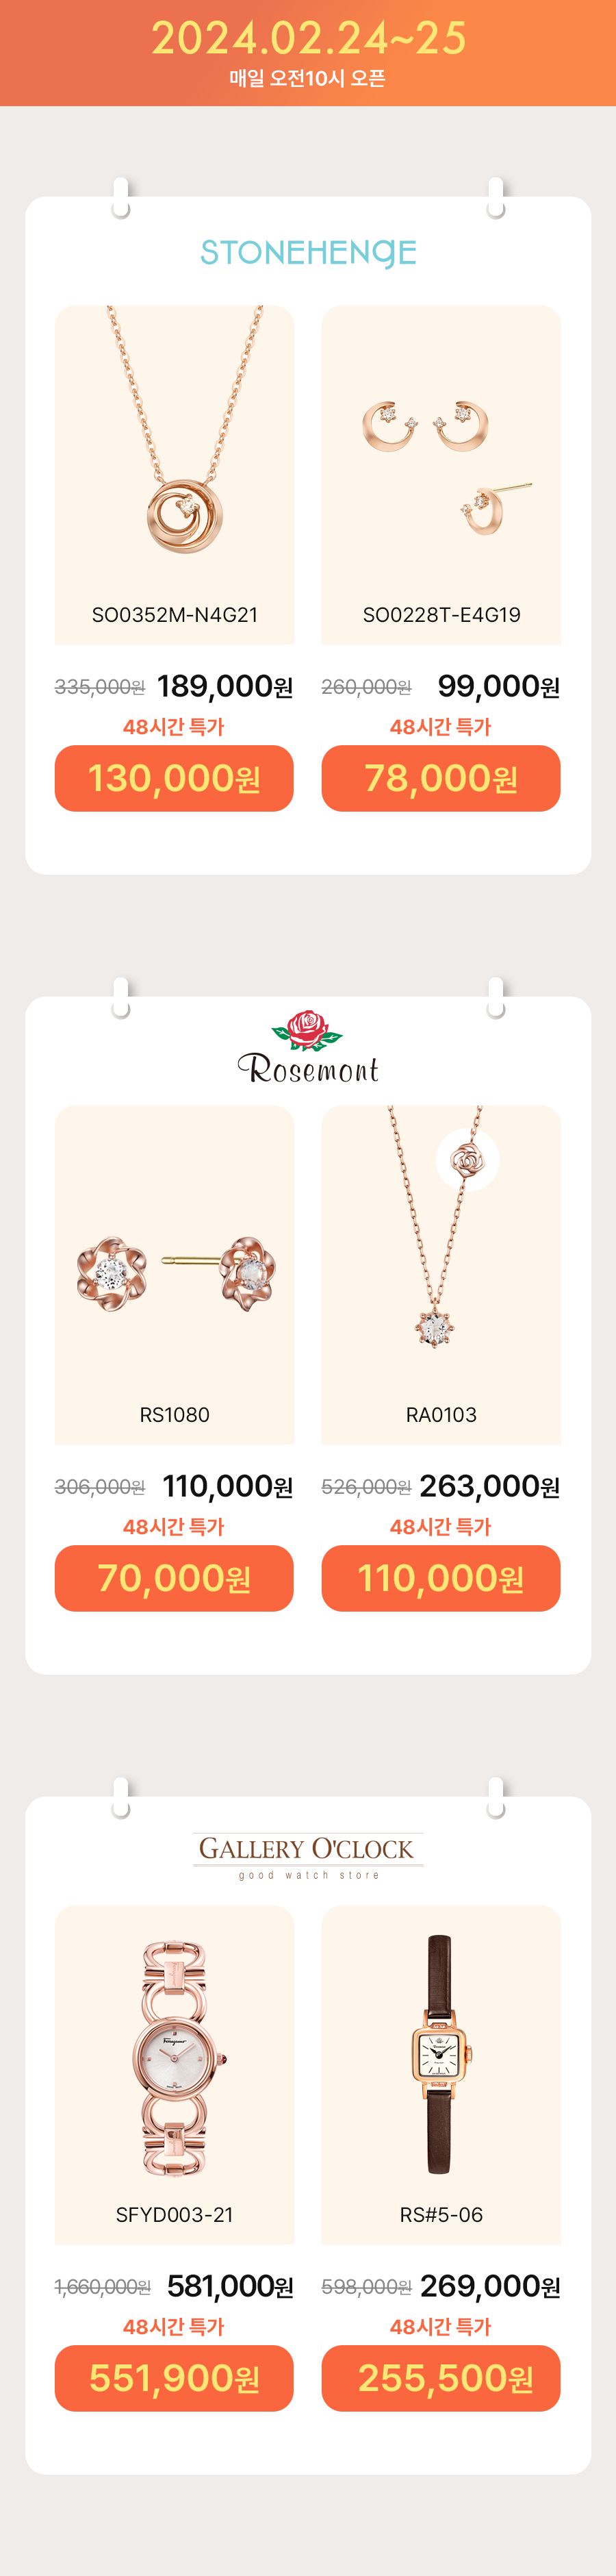 2024.02.24~25
매일 오전10시 오픈
STONEHENgE
SO0352M-N4G21
SO0228T-E4G19
335,000원 189,000원
260,000원 99,000원
48시간 특가
48시간 특가
130,000원
78,000원
Rosemont
RS1080
RA0103
306,000원 110,000원
526,000원 263,000원
48시간 특가
48시간 특가
70,000원
110,000원
GALLERY O'CLOCK
good watch store
Ferragamo
SFYD003-21
RS#5-06
1,660,000원 581,000원
598,000원 269,000원
48시간 특가
48시간 특가
551,900원
255,500원